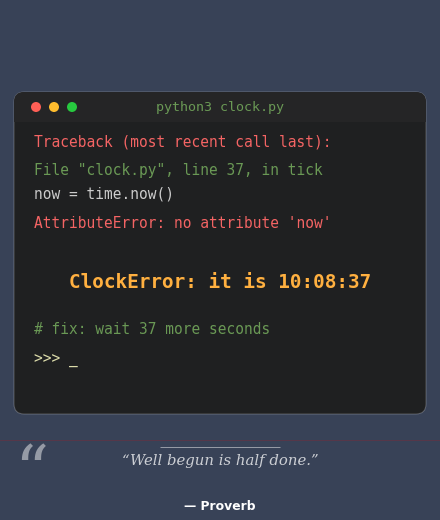 python3 clock.py
Traceback (most recent call last):
File "clock.py", line 37, in tick
now = time.now()
AttributeError: no attribute 'now'
ClockError: it is 10:08:37
# fix: wait 37 more seconds
>>> _
“
“Well begun is half done.”
— Proverb